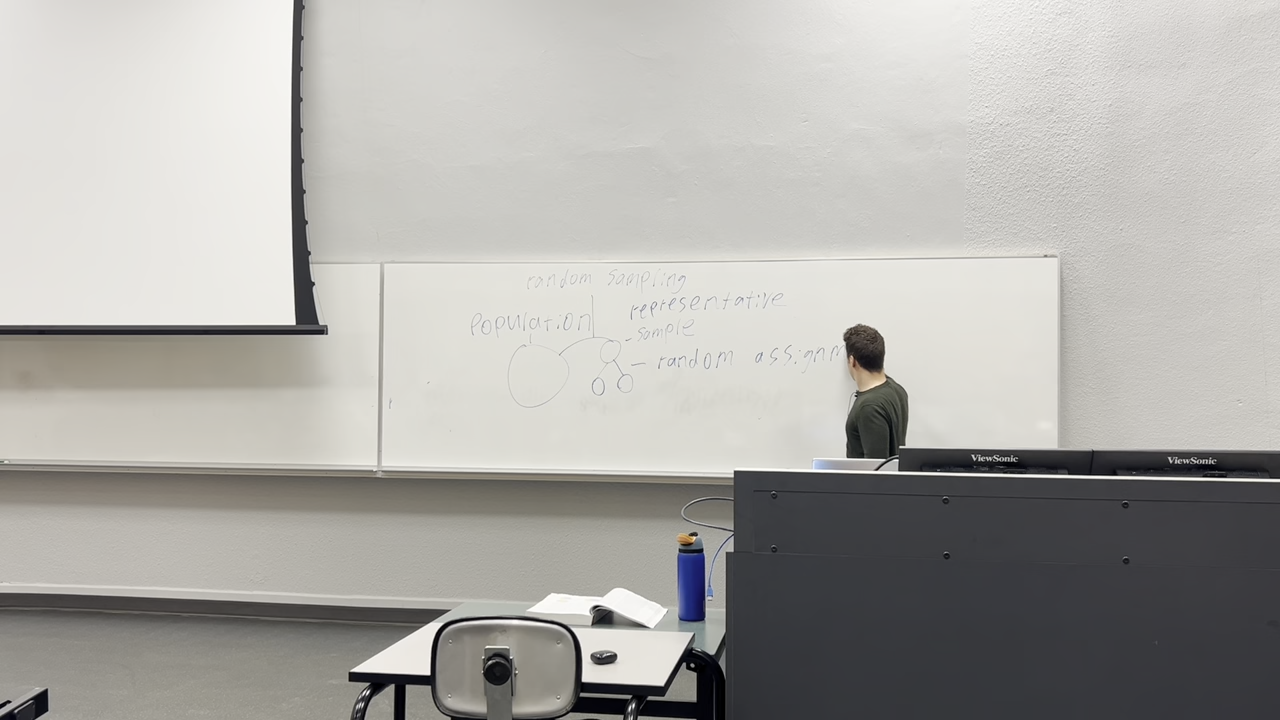 random sampling
representative
Population
- sample
- random assignm
ViewSonic
ViewSonic